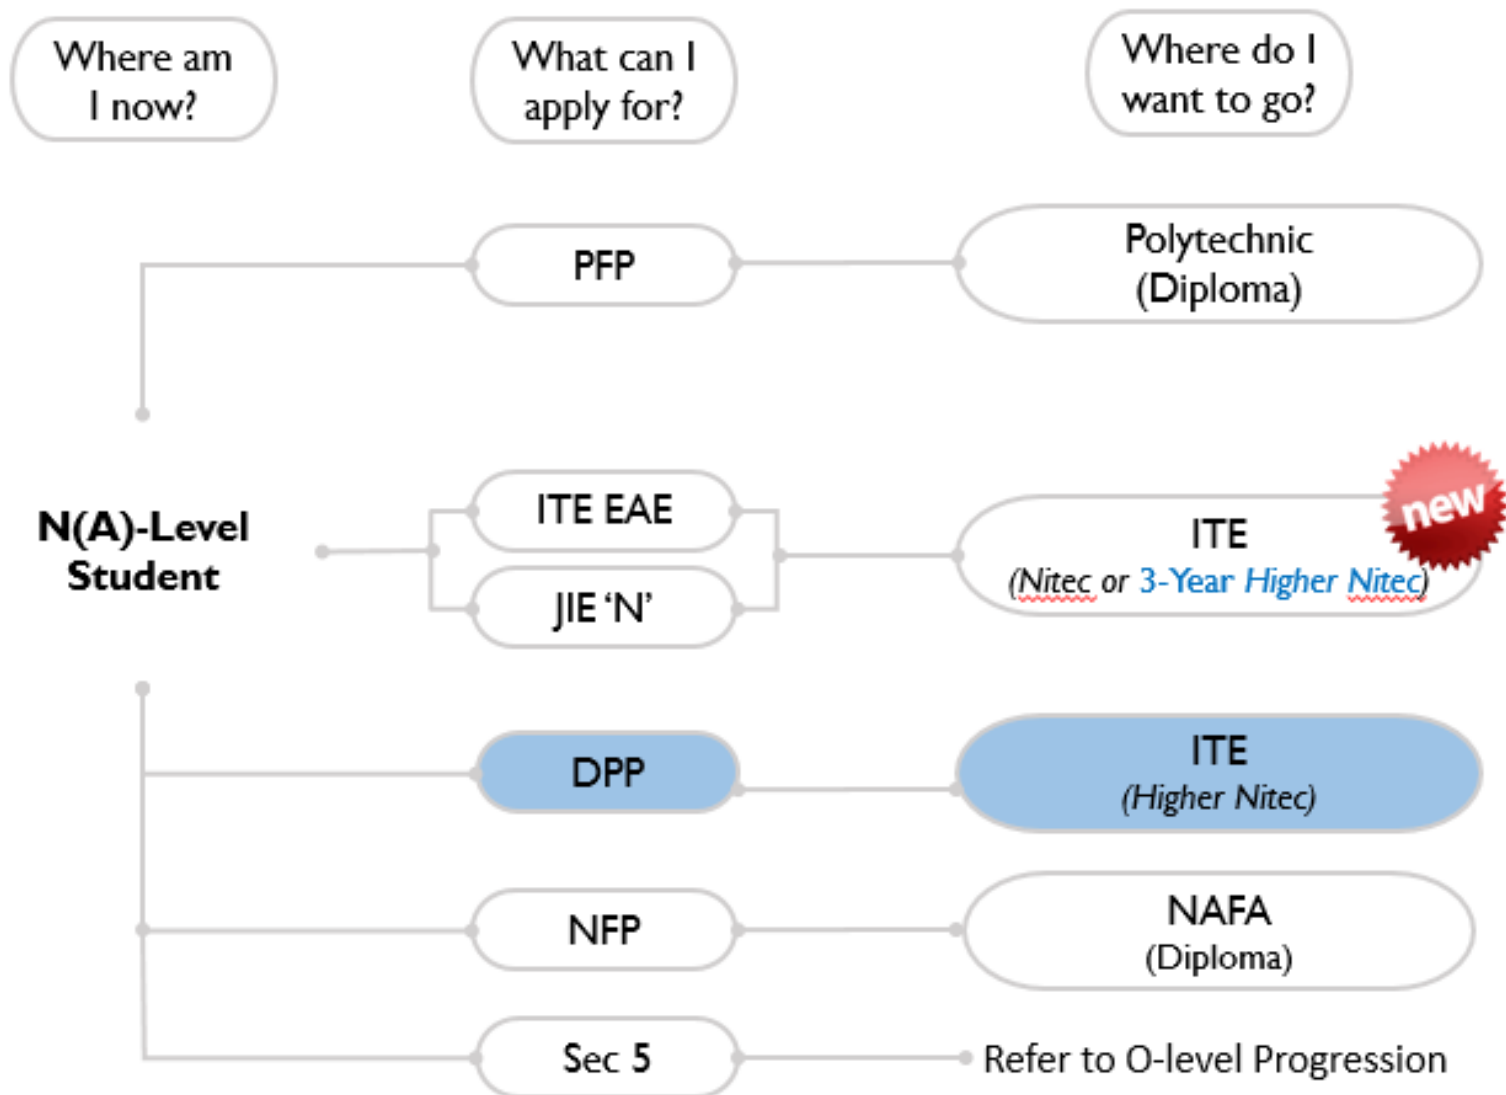 Where am
I now?
What can I
apply for?
Where do I
want to go?
PFP
Polytechnic
(Diploma)
N(A)-Level
Student
ITE EAE
JIE ‘N’
new
ITE
(Nitec or 3-Year Higher Nitec)
DPP
ITE
(Higher Nitec)
NFP
NAFA
(Diploma)
Sec 5
Refer to O-level Progression